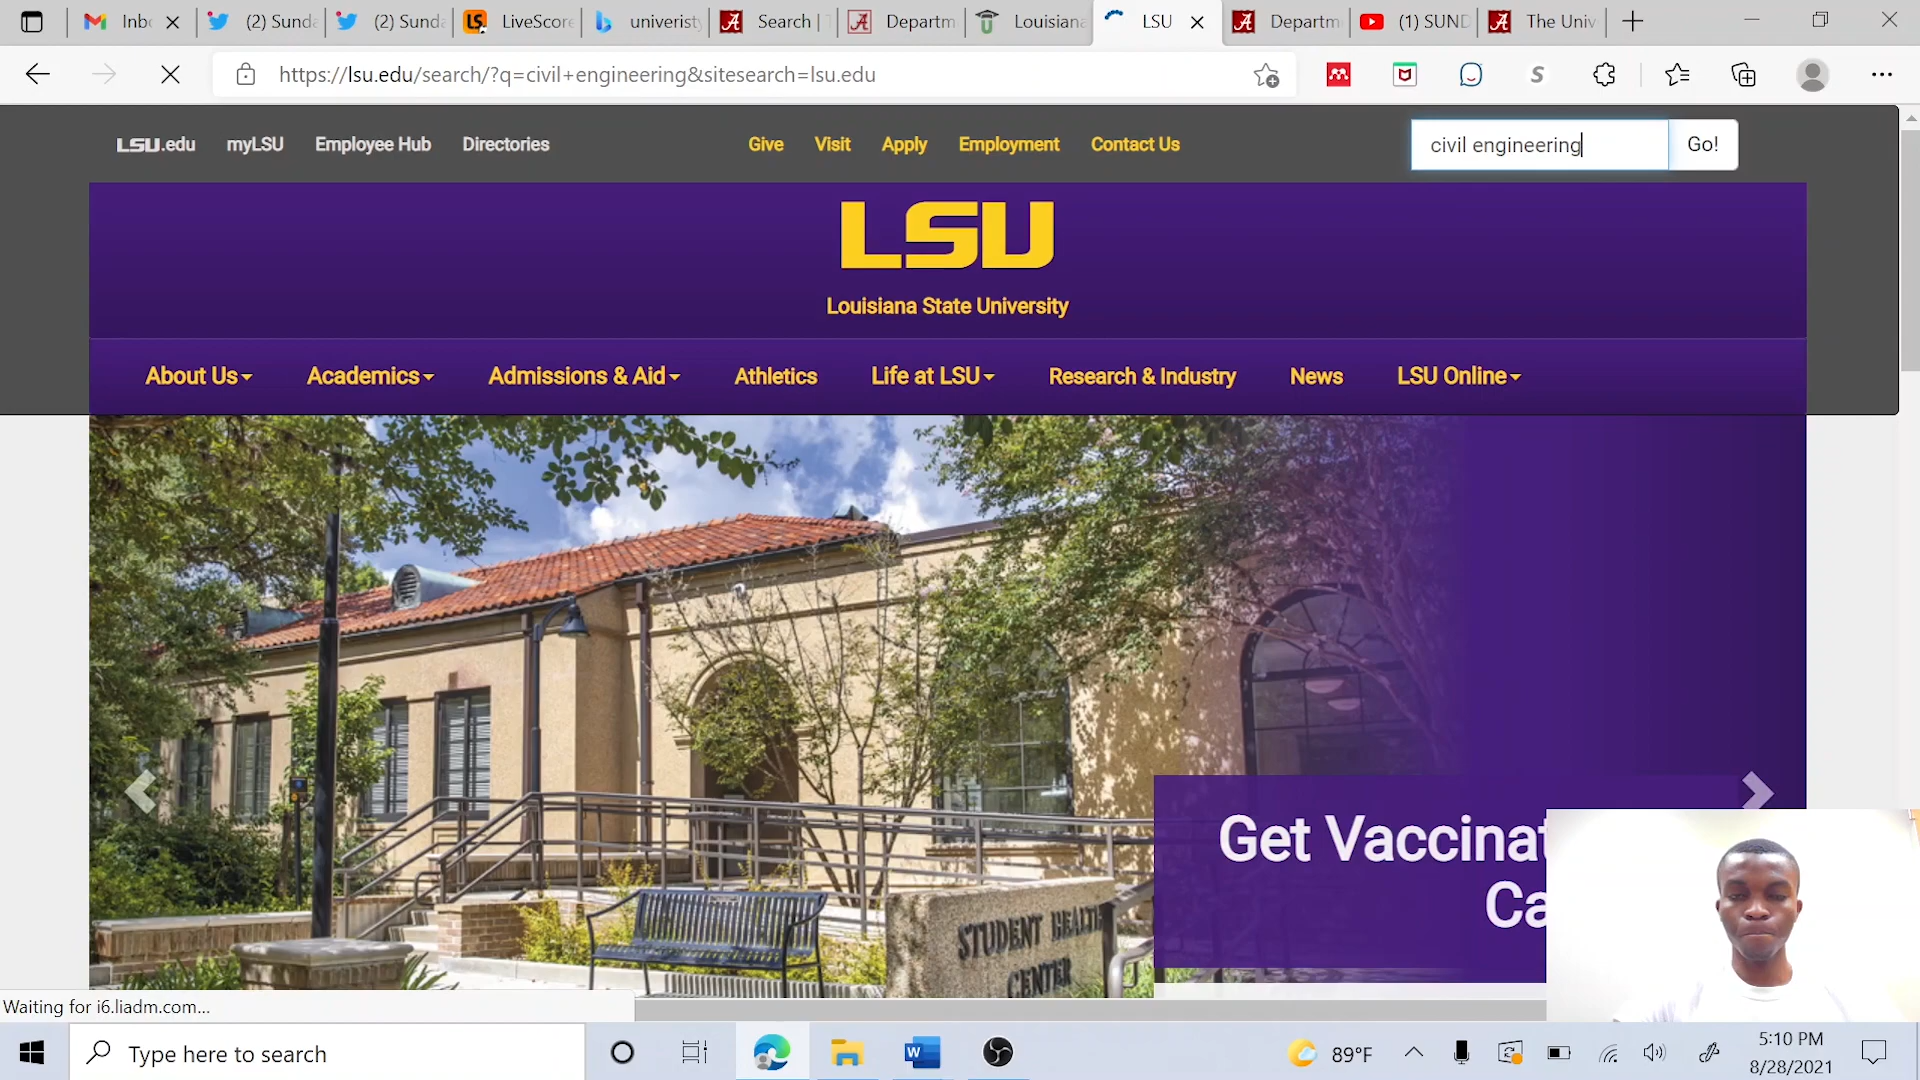 Inb
(2) Sunda
(2) Sunda
LS
LiveScore
univeristy
A
Search | T
A
Departm
Louisiana
LSU
A
Departm
(1) SUND
A
The Univ
https://lsu.edu/search/?q=civil+engineering&sitesearch=lsu.edu
S
LSU.edu
myLSU
Employee Hub
Directories
Give
Visit
Apply
Employment
Contact Us
civil engineering
Go!
LSU
Louisiana State University
About Us
Academics
Admissions & Aid
Athletics
Life at LSU
Research & Industry
News
LSU Online
STUDENT HEALTH
CENTER
Get Vaccinat
Ca
Waiting for i6.liadm.com...
Type here to search
W
89°F
5:10 PM
8/28/2021